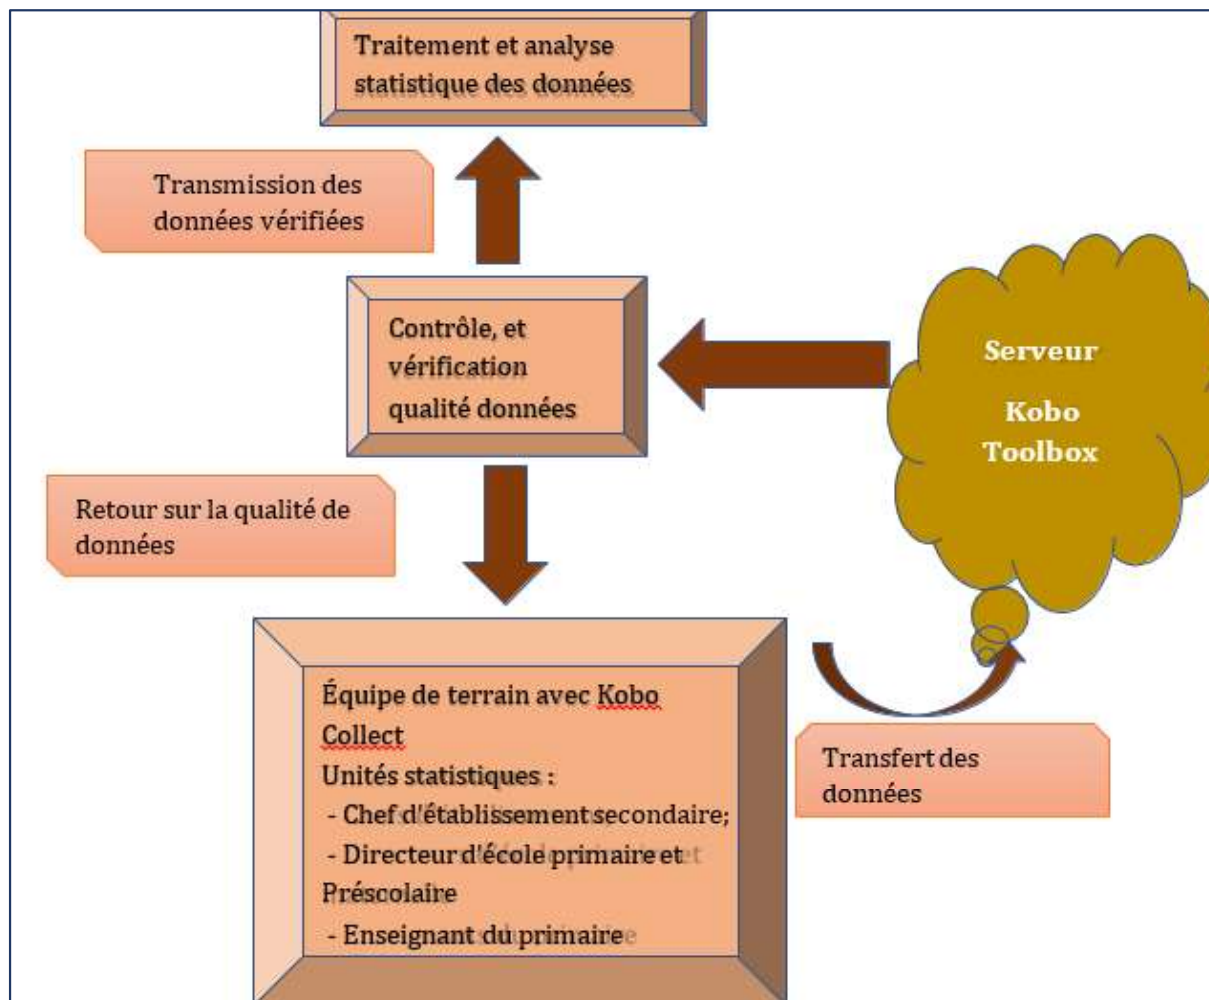 Traitement et analyse
statistique des données
Transmission des
données vérifiées
Contrôle, et
vérification
qualité données
Serveur
Kobo
Toolbox
Retour sur la qualité de
données
Équipe de terrain avec Kobo
Collect
Unités statistiques :
- Chef d'établissement secondaire;
- Directeur d'école primaire et
Préscolaire
- Enseignant du primaire
Transfert des
données